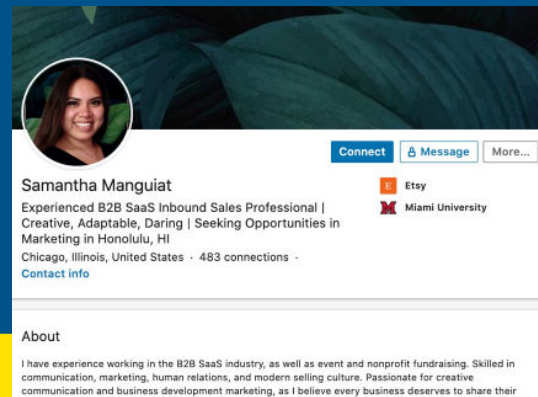 Connect
Message
More...
Samantha Manguiat
E Etsy
Experienced B2B SaaS Inbound Sales Professional |
M Miami University
Creative, Adaptable, Daring | Seeking Opportunities in
Marketing in Honolulu, HI
Chicago, Illinois, United States · 483 connections ·
Contact info
About
I have experience working in the B2B SaaS industry, as well as event and nonprofit fundraising. Skilled in
communication, marketing, human relations, and modern selling culture. Passionate for creative
communication and business development marketing, as I believe every business deserves to share their